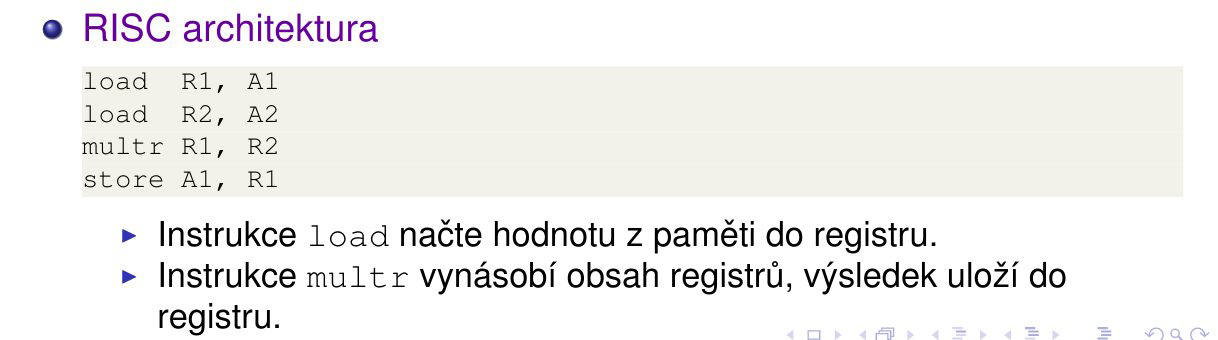 RISC architektura
load  R1, A1
load  R2, A2
multr R1, R2
store A1, R1
Instrukce load načte hodnotu z paměti do registru.
Instrukce multr vynásobí obsah registrů, výsledek uloží do
registru.